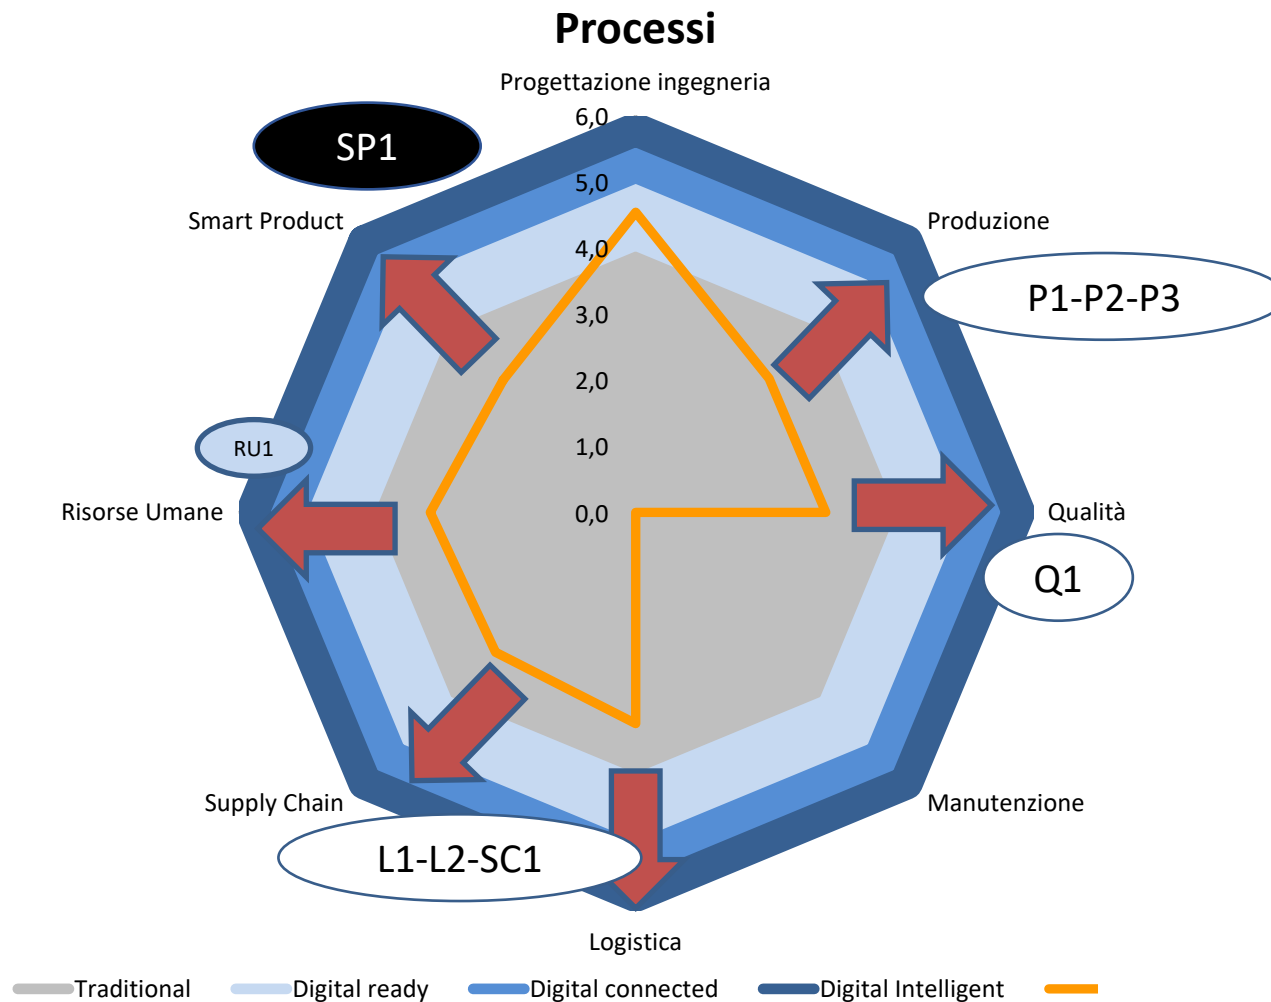 Processi
Progettazione ingegneria
6,0
SP1
5,0
Smart Product
Produzione
4,0
P1-P2-P3
3,0
2,0
1,0
RU1
Risorse Umane
0,0
Qualità
Q1
Supply Chain
Manutenzione
L1-L2-SC1
Logistica
Traditional Digital ready Digital connected Digital Intelligent